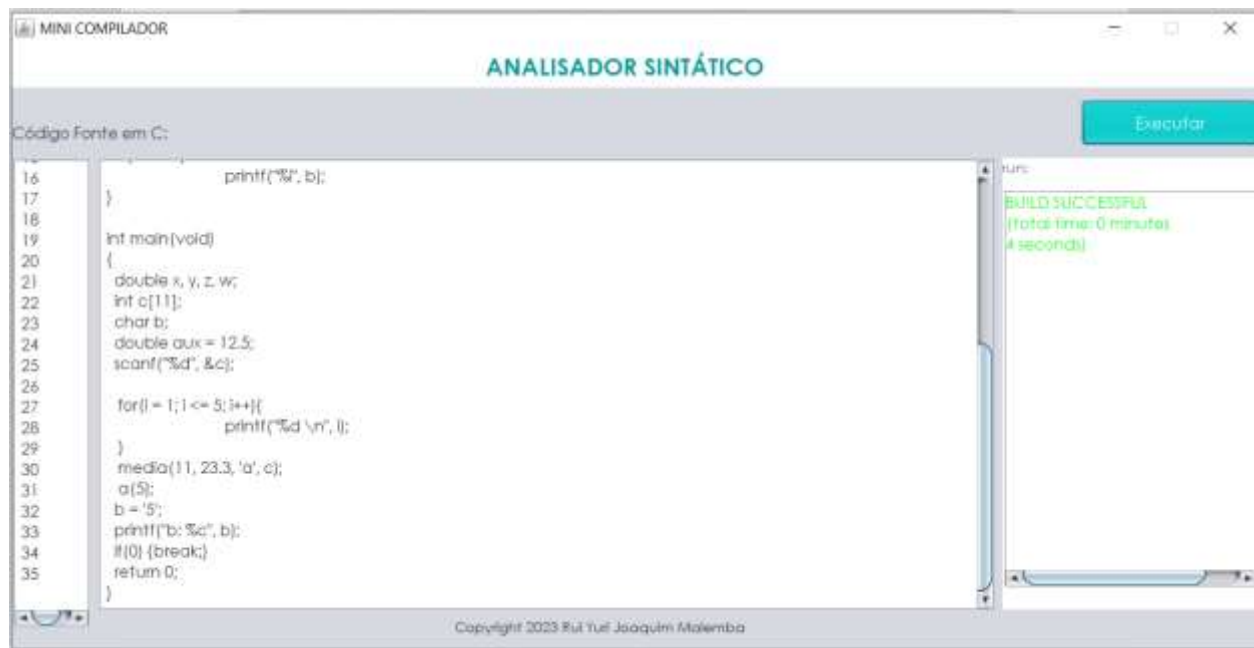 MINI COMPILADOR
ANALISADOR SINTÁTICO
Código Fonte em C:
Executar
run:
16 printf("%i", b);
17 }
18
19 int main(void)
20 {
21 double x, y, z, w;
22 int c[11];
23 char b;
24 double aux = 12.5;
25 scanf("%d", &c);
26
27 for(i = 1; i <= 5; i++){
28 printf("%d \n", i);
29 }
30 media(11, 23.3, 'a', c);
31 a(5);
32 b = '5';
33 printf("b: %c", b);
34 if(0) {break;}
35 return 0;
}
BUILD SUCCESSFUL
(total time: 0 minutes
4 seconds)
Copyright 2023 Rui Yuri Joaquim Malemba